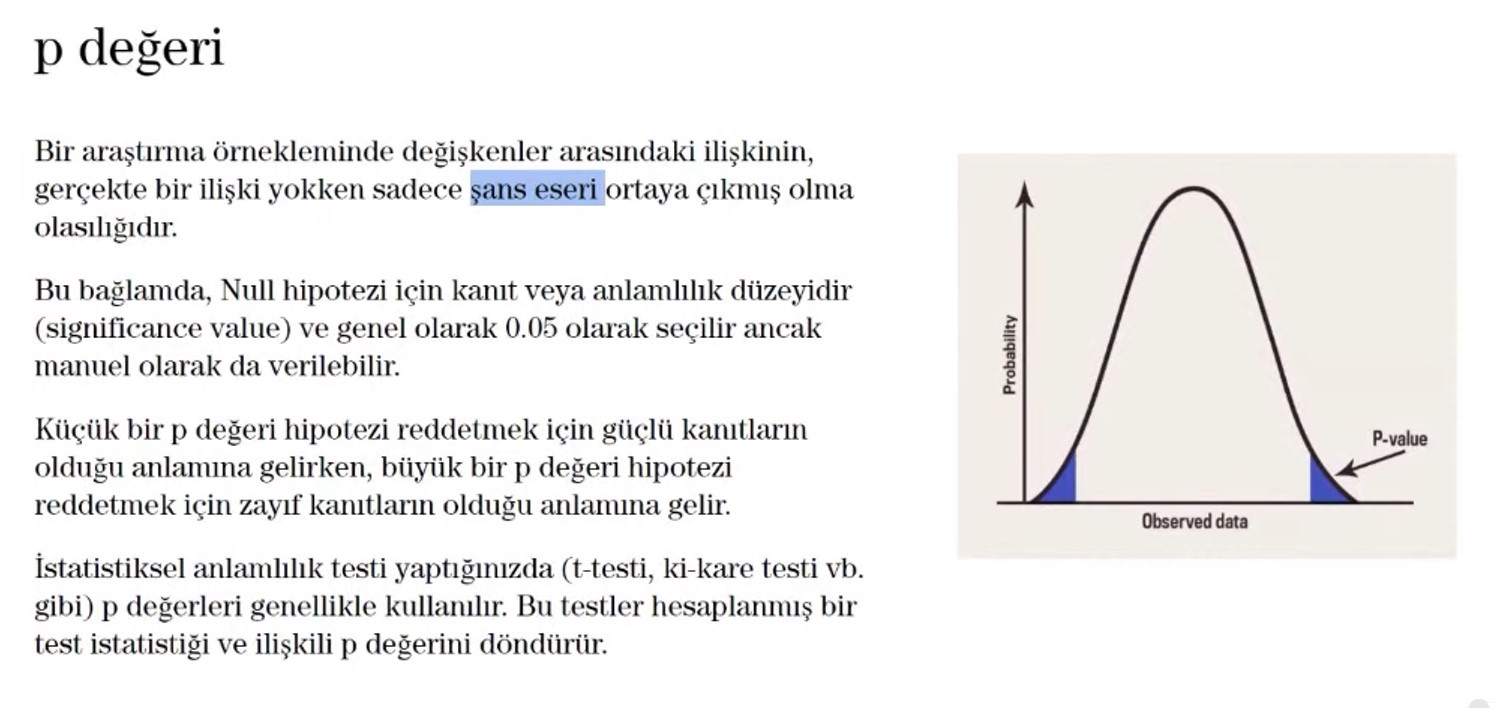 p değeri
Bir araştırma örnekleminde değişkenler arasındaki ilişkinin,
gerçekte bir ilişki yokken sadece şans eseri ortaya çıkmış olma
olasılığıdır.
Bu bağlamda, Null hipotezi için kanıt veya anlamlılık düzeyidir
(significance value) ve genel olarak 0.05 olarak seçilir ancak
manuel olarak da verilebilir.
Küçük bir p değeri hipotezi reddetmek için güçlü kanıtların
olduğu anlamına gelirken, büyük bir p değeri hipotezi
reddetmek için zayıf kanıtların olduğu anlamına gelir.
İstatistiksel anlamlılık testi yaptığınızda (t-testi, ki-kare testi vb.
gibi) p değerleri genellikle kullanılır. Bu testler hesaplanmış bir
test istatistiği ve ilişkili p değerini döndürür.
Probability
P-value
Observed data